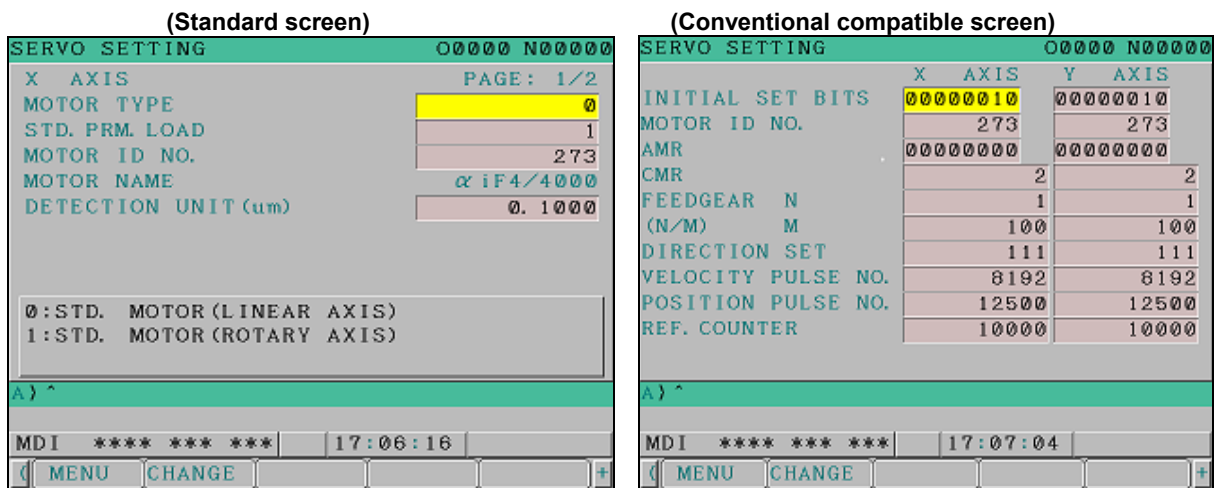 (Standard screen)
SERVO SETTING O0000 N00000
X AXIS PAGE: 1/2
MOTOR TYPE 0
STD. PRM. LOAD 1
MOTOR ID NO. 273
MOTOR NAME α iF4/4000
DETECTION UNIT(um) 0. 1000
0:STD. MOTOR(LINEAR AXIS)
1:STD. MOTOR(ROTARY AXIS)
A) ^
MDI **** *** *** 17:06:16
( MENU CHANGE +
(Conventional compatible screen)
SERVO SETTING O0000 N00000
X AXIS Y AXIS
INITIAL SET BITS 00000010 00000010
MOTOR ID NO. 273 273
AMR 00000000 00000000
CMR 2 2
FEEDGEAR N 1 1
(N/M) M 100 100
DIRECTION SET 111 111
VELOCITY PULSE NO. 8192 8192
POSITION PULSE NO. 12500 12500
REF. COUNTER 10000 10000
A) ^
MDI **** *** *** 17:07:04
( MENU CHANGE +